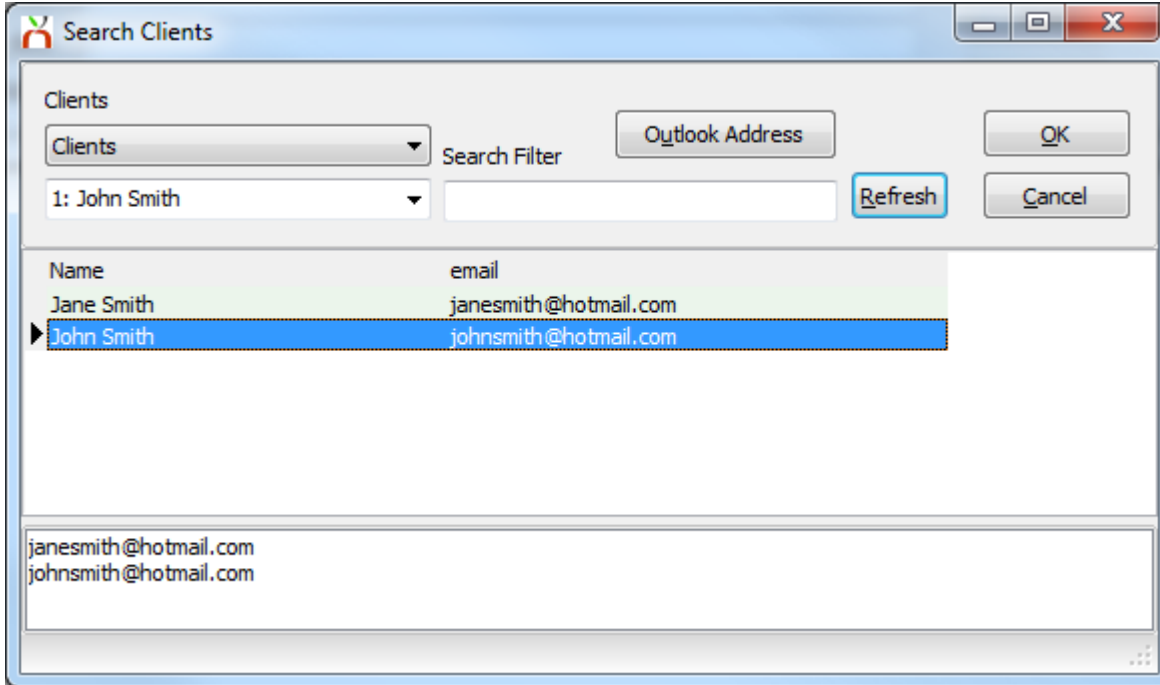 Search Clients
Clients
Clients
Search Filter
Outlook Address
OK
1: John Smith
Refresh
Cancel
Name email
Jane Smith janesmith@hotmail.com
John Smith johnsmith@hotmail.com
janesmith@hotmail.com
johnsmith@hotmail.com